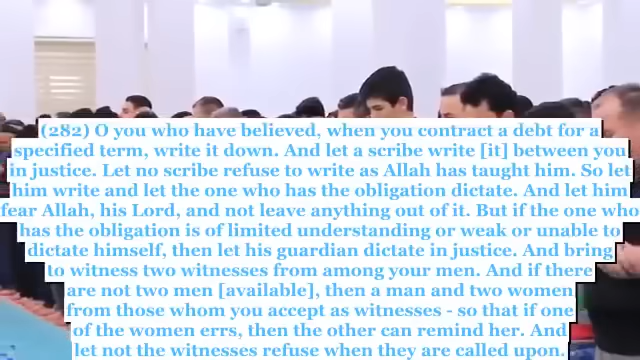 (282) O you who have believed, when you contract a debt for a
specified term, write it down. And let a scribe write [it] between you
in justice. Let no scribe refuse to write as Allah has taught him. So let
him write and let the one who has the obligation dictate. And let him
fear Allah, his Lord, and not leave anything out of it. But if the one who
has the obligation is of limited understanding or weak or unable to
dictate himself, then let his guardian dictate in justice. And bring
to witness two witnesses from among your men. And if there
are not two men [available], then a man and two women
from those whom you accept as witnesses - so that if one
of the women errs, then the other can remind her. And
let not the witnesses refuse when they are called upon.